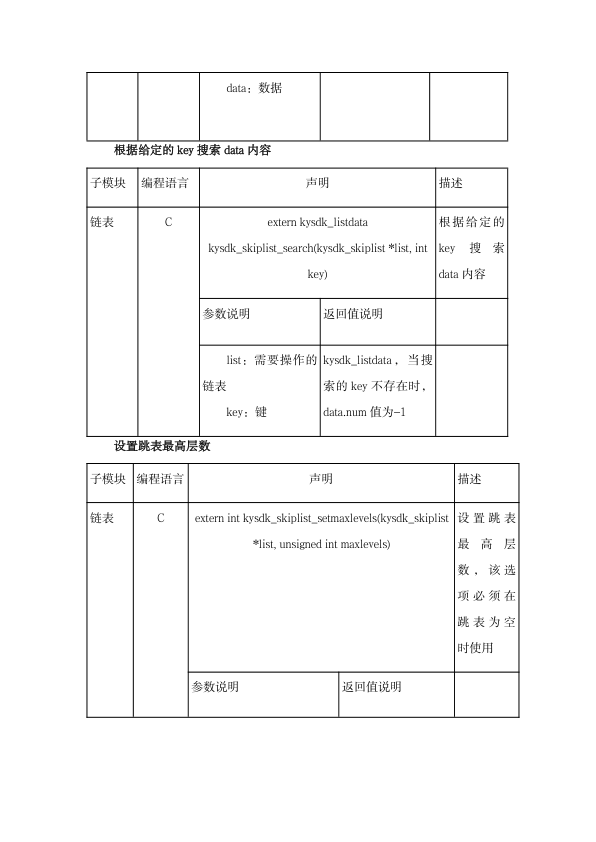 data：数据
根据给定的 key 搜索 data 内容
子模块 编程语言 声明 描述
链表 C extern kysdk_listdata 根据给定的
kysdk_skiplist_search(kysdk_skiplist *list, int key 搜索
key) data 内容
参数说明 返回值说明
list：需要操作的 kysdk_listdata，当搜
链表 索的 key 不存在时，
key：键 data.num 值为-1
设置跳表最高层数
子模块 编程语言 声明 描述
链表 C extern int kysdk_skiplist_setmaxlevels(kysdk_skiplist 设置跳表
*list, unsigned int maxlevels) 最高层
数，该选
项必须在
跳表为空
时使用
参数说明 返回值说明